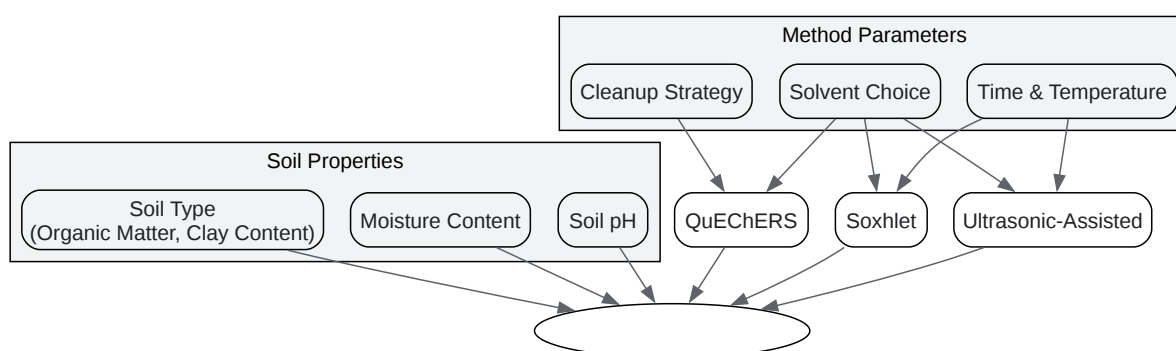 Method Parameters
Cleanup Strategy
Solvent Choice
Time & Temperature
Soil Properties
Soil Type
(Organic Matter, Clay Content)
Moisture Content
Soil pH
QuEChERS
Soxhlet
Ultrasonic-Assisted